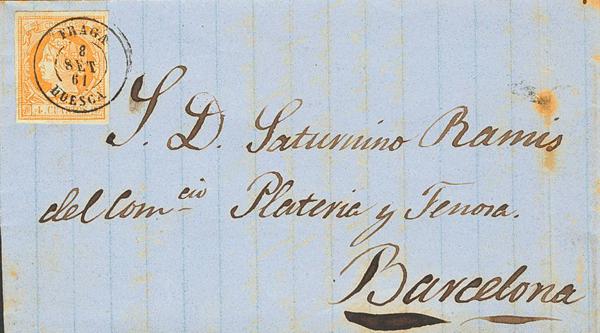 FRAGA
8
SET
61
HUESCA
S. D. Saturnino Ramis
del Com.cio Plateria y Tenora.
Barcelona